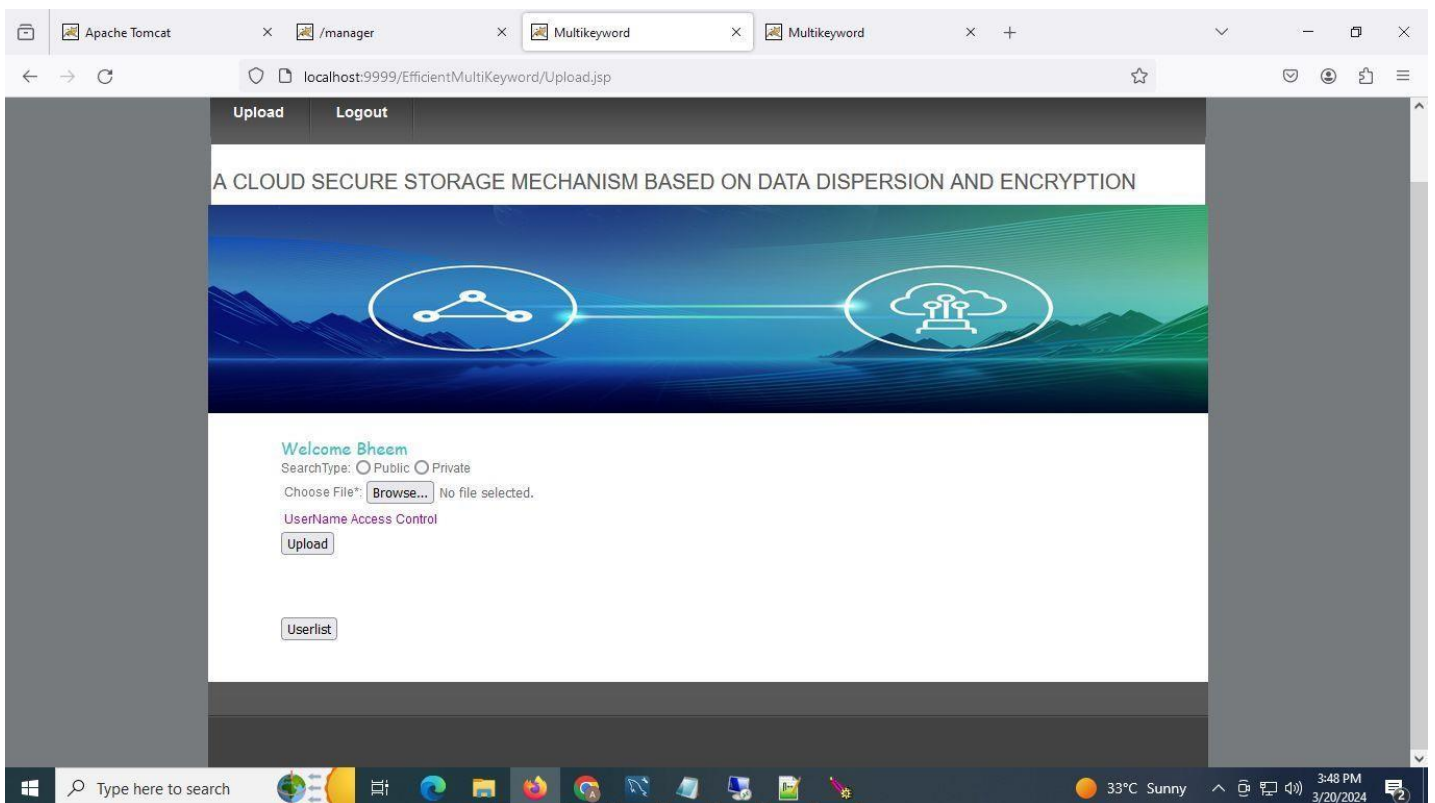 Apache Tomcat
/manager
Multikeyword
Multikeyword
localhost:9999/EfficientMultiKeyword/Upload.jsp
Upload Logout
A CLOUD SECURE STORAGE MECHANISM BASED ON DATA DISPERSION AND ENCRYPTION
Welcome Bheem
SearchType: Public Private
Choose File*: Browse... No file selected.
UserName Access Control
Upload
Userlist
Type here to search
33°C Sunny
3:48 PM
3/20/2024
2